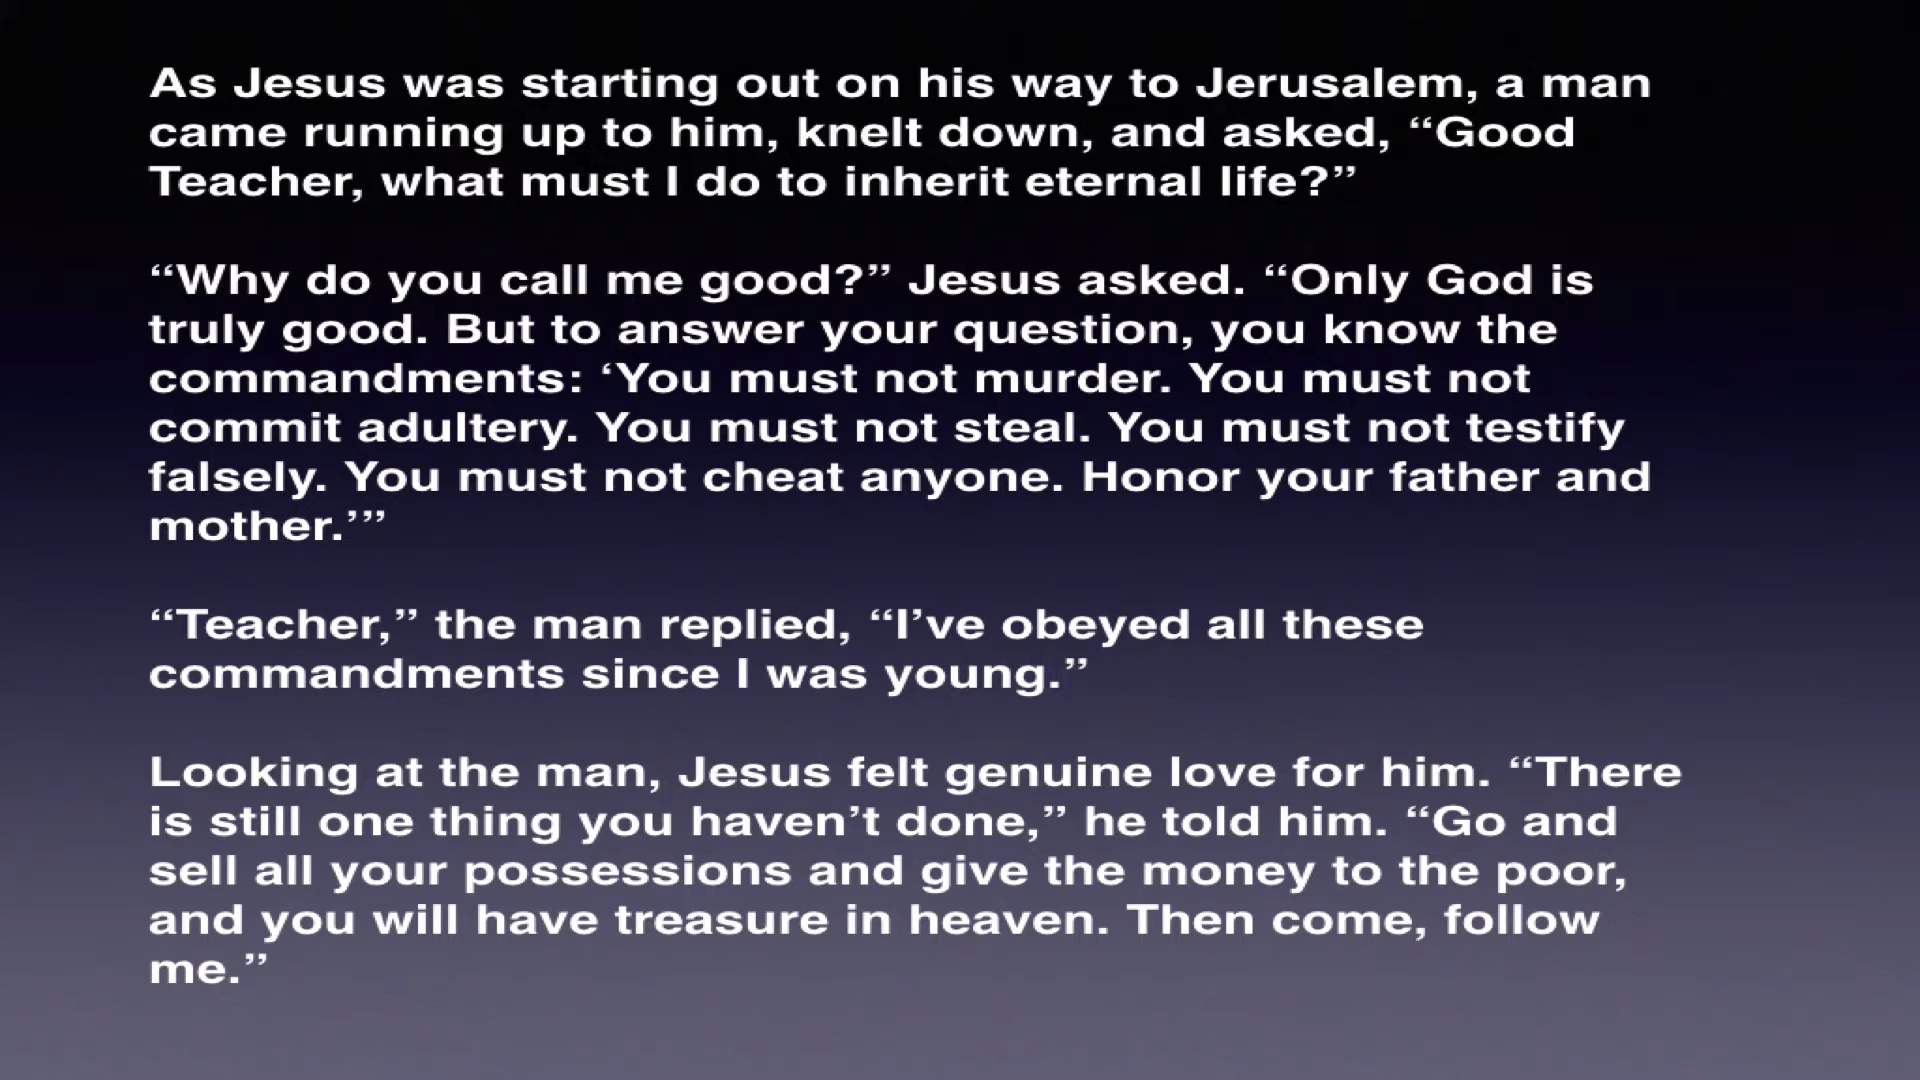 As Jesus was starting out on his way to Jerusalem, a man
came running up to him, knelt down, and asked, “Good
Teacher, what must I do to inherit eternal life?”
“Why do you call me good?” Jesus asked. “Only God is
truly good. But to answer your question, you know the
commandments: ‘You must not murder. You must not
commit adultery. You must not steal. You must not testify
falsely. You must not cheat anyone. Honor your father and
mother.’”
“Teacher,” the man replied, “I’ve obeyed all these
commandments since I was young.”
Looking at the man, Jesus felt genuine love for him. “There
is still one thing you haven’t done,” he told him. “Go and
sell all your possessions and give the money to the poor,
and you will have treasure in heaven. Then come, follow
me.”